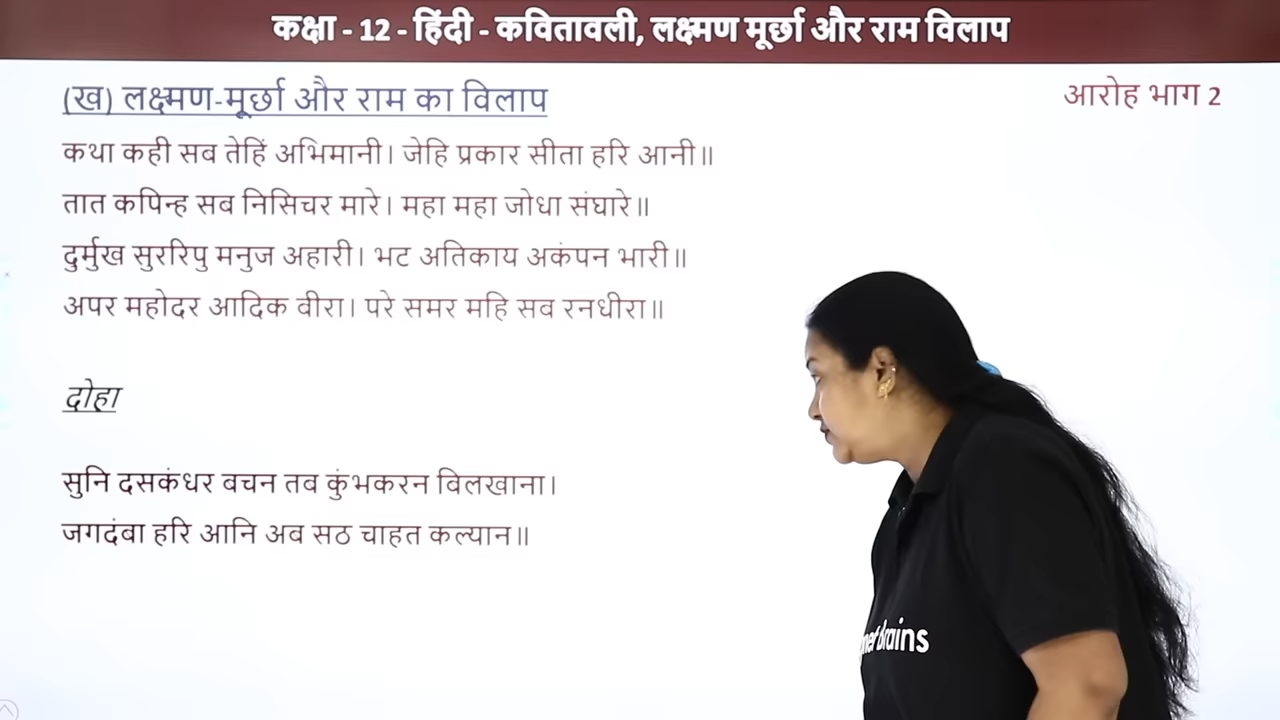 कक्षा - 12 - हिंदी - कवितावली, लक्ष्मण मूर्छा और राम विलाप
(ख) लक्ष्मण-मूर्छा और राम का विलाप
आरोह भाग 2
कथा कही सब तेहिं अभिमानी। जेहि प्रकार सीता हरि आनी॥
तात कपिन्ह सब निसिचर मारे। महा महा जोधा संघारे॥
दुर्मुख सुररिपु मनुज अहारी। भट अतिकाय अकंपन भारी॥
अपर महोदर आदिक बीरा। परे समर महि सब रनधीरा॥
दोहा
सुनि दसकंधर बचन तब कुंभकरन बिलखाना।
जगदंबा हरि आनि अब सठ चाहत कल्यान॥
Brains